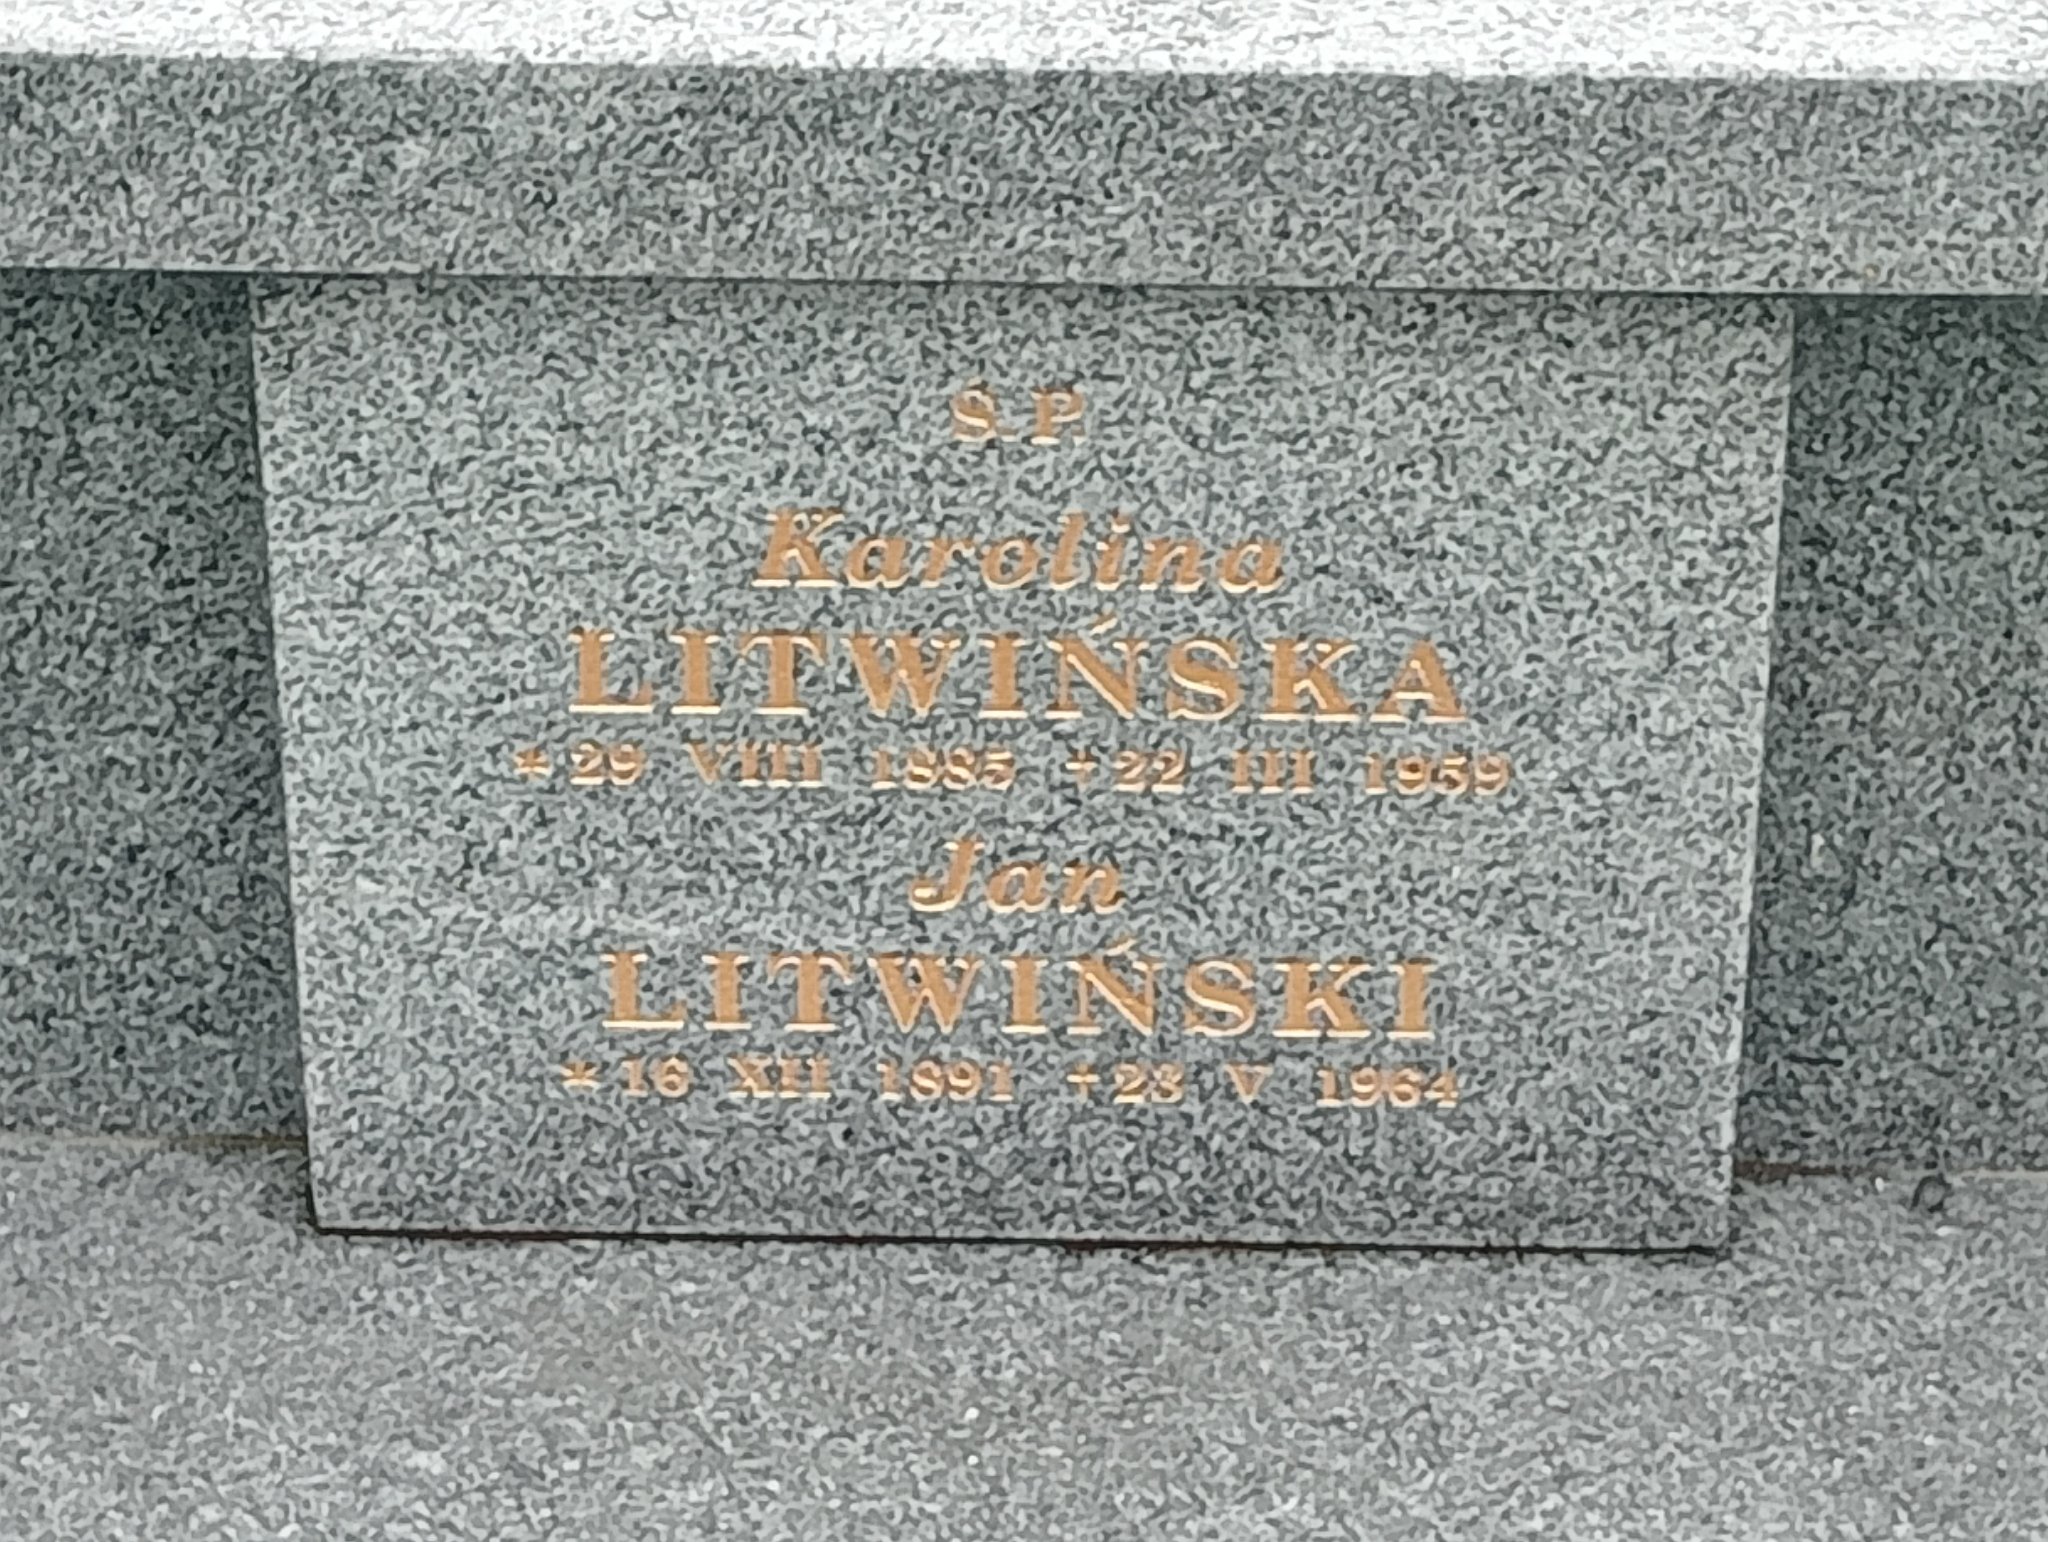 Ś.P.
Karolina
LITWIŃSKA
* 29 VIII 1885 † 22 III 1959
Jan
LITWIŃSKI
* 16 XII 1891 † 23 V 1964